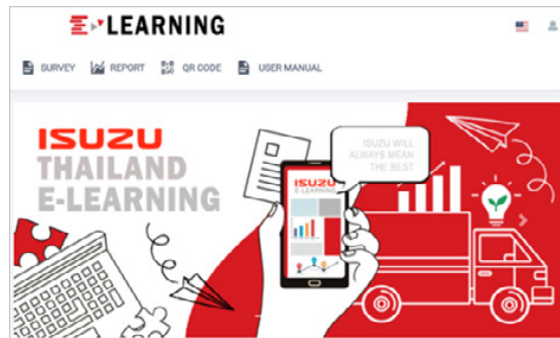 E-LEARNING
SURVEY REPORT QR CODE USER MANUAL
ISUZU
THAILAND
E-LEARNING
ISUZU WILL
ALWAYS MEAN
THE BEST
ISUZU
E-LEARNING